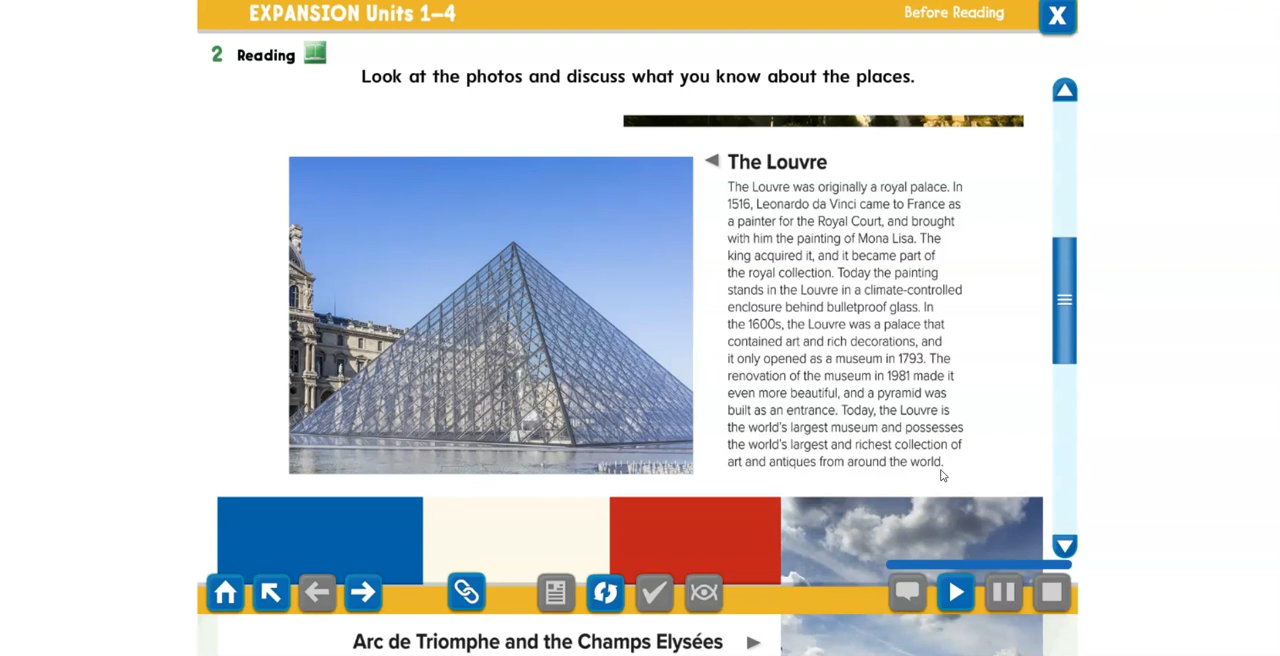 EXPANSION Units 1–4
Before Reading
X
2 Reading
Look at the photos and discuss what you know about the places.
The Louvre
The Louvre was originally a royal palace. In
1516, Leonardo da Vinci came to France as
a painter for the Royal Court, and brought
with him the painting of Mona Lisa. The
king acquired it, and it became part of
the royal collection. Today the painting
stands in the Louvre in a climate-controlled
enclosure behind bulletproof glass. In
the 1600s, the Louvre was a palace that
contained art and rich decorations, and
it only opened as a museum in 1793. The
renovation of the museum in 1981 made it
even more beautiful, and a pyramid was
built as an entrance. Today, the Louvre is
the world's largest museum and possesses
the world's largest and richest collection of
art and antiques from around the world.
Arc de Triomphe and the Champs Elysées